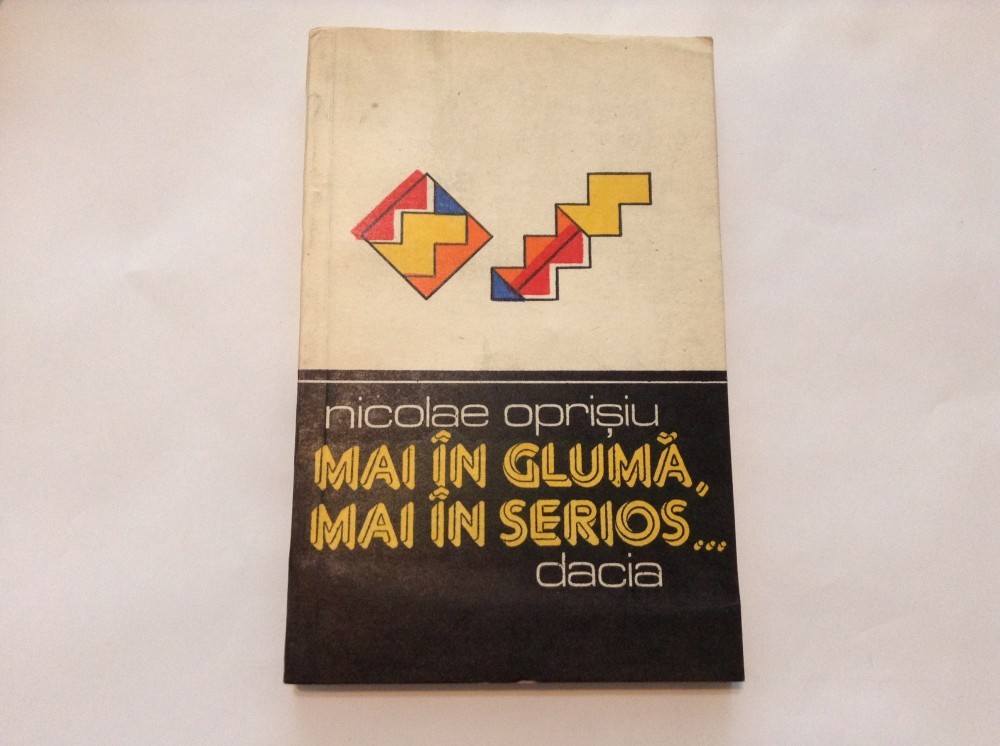 nicolae oprișiu
MAI ÎN GLUMĂ,
MAI ÎN SERIOS...
dacia